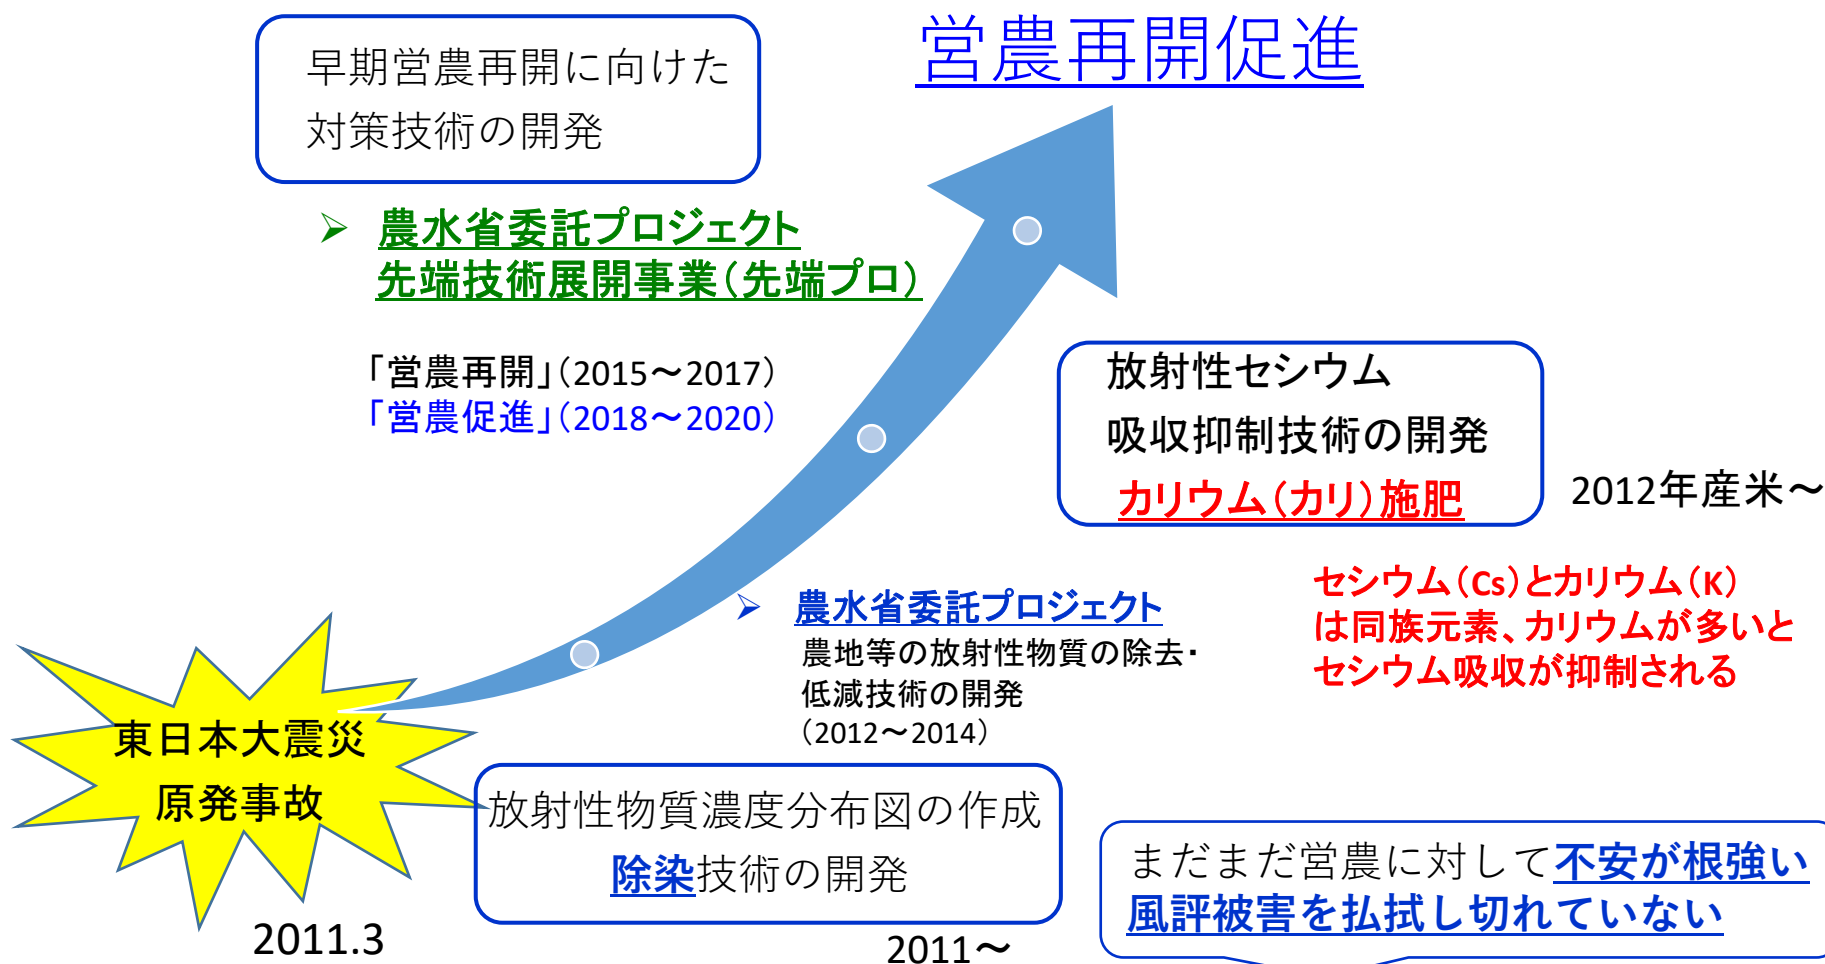 営農再開促進
早期営農再開に向けた
対策技術の開発
➢ 農水省委託プロジェクト
先端技術展開事業(先端プロ)
「営農再開」(2015～2017)
「営農促進」(2018～2020)
放射性セシウム
吸収抑制技術の開発
カリウム(カリ)施肥
2012年産米～
セシウム(Cs)とカリウム(K)
は同族元素、カリウムが多いと
セシウム吸収が抑制される
➢ 農水省委託プロジェクト
農地等の放射性物質の除去・
低減技術の開発
(2012～2014)
東日本大震災
原発事故
2011.3
放射性物質濃度分布図の作成
除染技術の開発
2011～
まだまだ営農に対して不安が根強い
風評被害を払拭し切れていない